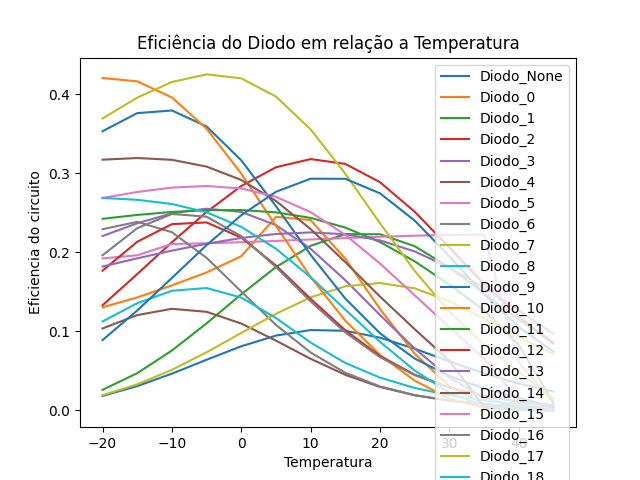 Eficiência do Diodo em relação a Temperatura
Eficiencia do circuito
0.4
0.3
0.2
0.1
0.0
−20
−10
0
10
20
30
40
Temperatura
Diodo_None
Diodo_0
Diodo_1
Diodo_2
Diodo_3
Diodo_4
Diodo_5
Diodo_6
Diodo_7
Diodo_8
Diodo_9
Diodo_10
Diodo_11
Diodo_12
Diodo_13
Diodo_14
Diodo_15
Diodo_16
Diodo_17
Diodo_18